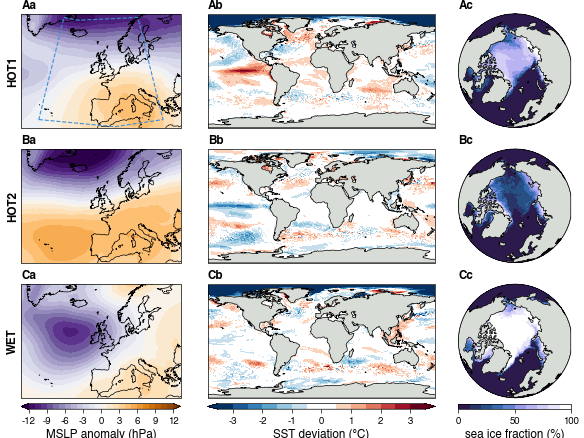 Aa Ab Ac
HOT1
Ba Bb Bc
HOT2
Ca Cb Cc
WET
-12 -9 -6 -3 0 3 6 9 12 -3 -2 -1 0 1 2 3 0 50 100
MSLP anomaly (hPa) SST deviation (°C) sea ice fraction (%)